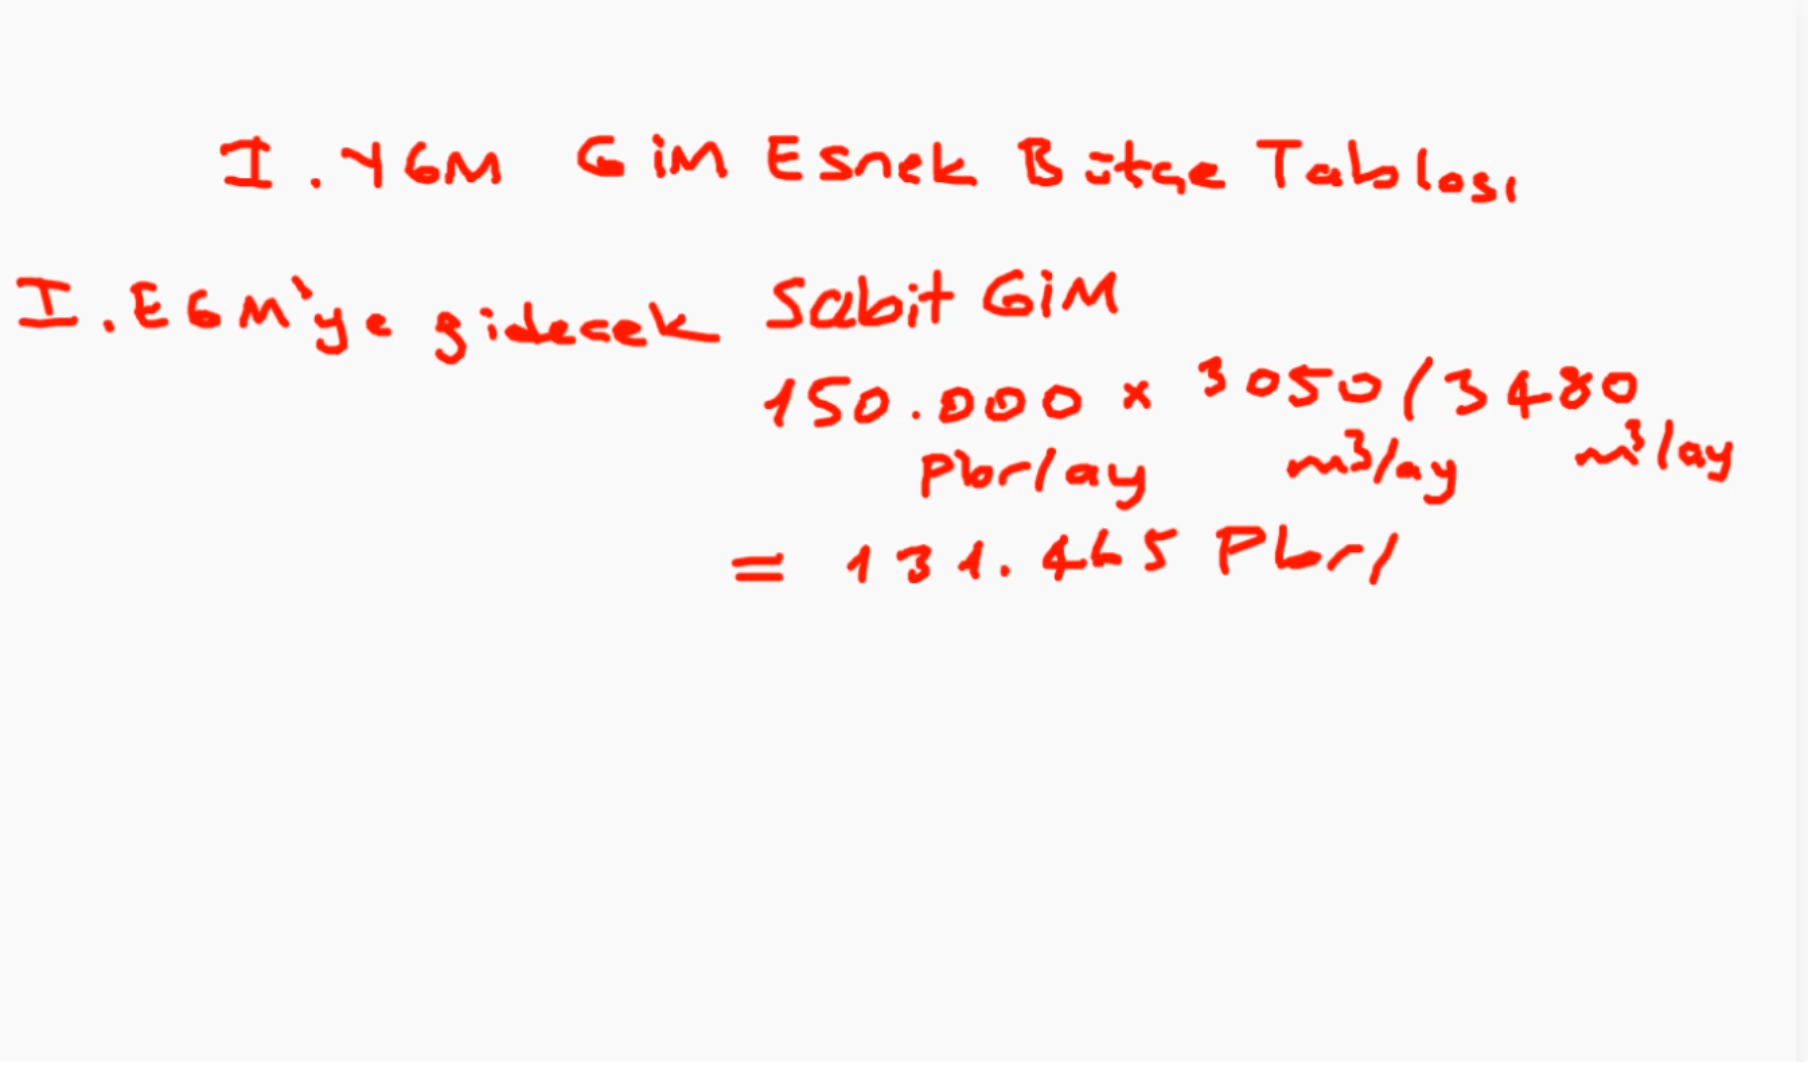 I. YGM GİM Esnek Bütçe Tablosı
I. EGM'ye gidecek Sabit GİM
150.000 x 3050 / 3480
Pbr/ay m³/ay m³/ay
= 131.465 Pbr/